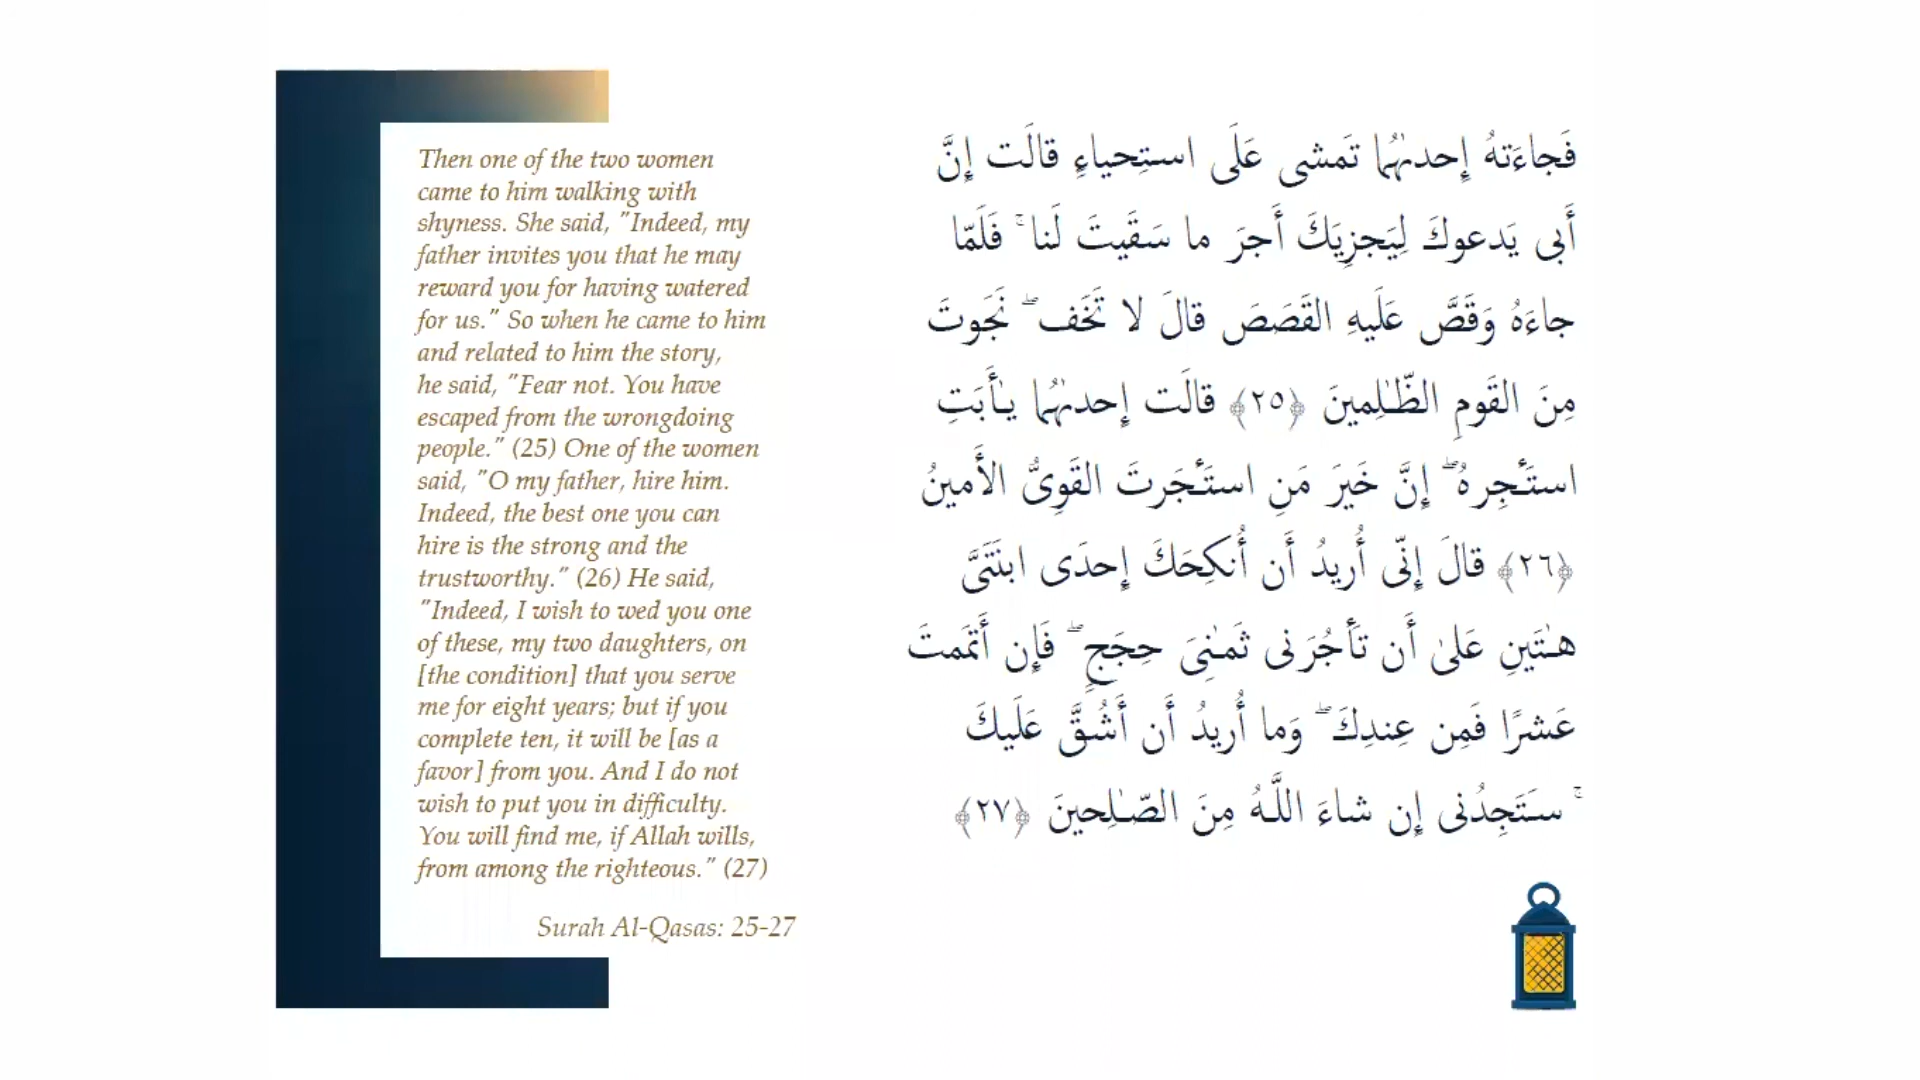 Then one of the two women
came to him walking with
shyness. She said, "Indeed, my
father invites you that he may
reward you for having watered
for us." So when he came to him
and related to him the story,
he said, "Fear not. You have
escaped from the wrongdoing
people." (25) One of the women
said, "O my father, hire him.
Indeed, the best one you can
hire is the strong and the
trustworthy." (26) He said,
"Indeed, I wish to wed you one
of these, my two daughters, on
[the condition] that you serve
me for eight years; but if you
complete ten, it will be [as a
favor] from you. And I do not
wish to put you in difficulty.
You will find me, if Allah wills,
from among the righteous." (27)
Surah Al-Qasas: 25-27
فَجاءَتهُ إِحدىٰهُما تَمشى عَلَى استِحياءٍ قالَت إِنَّ
أَبى يَدعوكَ لِيَجزِيَكَ أَجرَ ما سَقَيتَ لَنا ۚ فَلَمّا
جاءَهُ وَقَصَّ عَلَيهِ القَصَصَ قالَ لا تَخَف ۖ نَجَوتَ
مِنَ القَومِ الظّٰلِمينَ ﴿٢٥﴾ قالَت إِحدىٰهُما يٰأَبَتِ
استَـٔجِرهُ ۖ إِنَّ خَيرَ مَنِ استَـٔجَرتَ القَوِىُّ الأَمينُ
﴿٢٦﴾ قالَ إِنّى أُريدُ أَن أُنكِحَكَ إِحدَى ابنَتَىَّ
هٰتَينِ عَلىٰ أَن تَأجُرَنى ثَمٰنِىَ حِجَجٍ ۖ فَإِن أَتمَمتَ
عَشرًا فَمِن عِندِكَ ۖ وَما أُريدُ أَن أَشُقَّ عَلَيكَ
ۚ سَتَجِدُنى إِن شاءَ اللَّهُ مِنَ الصّٰلِحينَ ﴿٢٧﴾